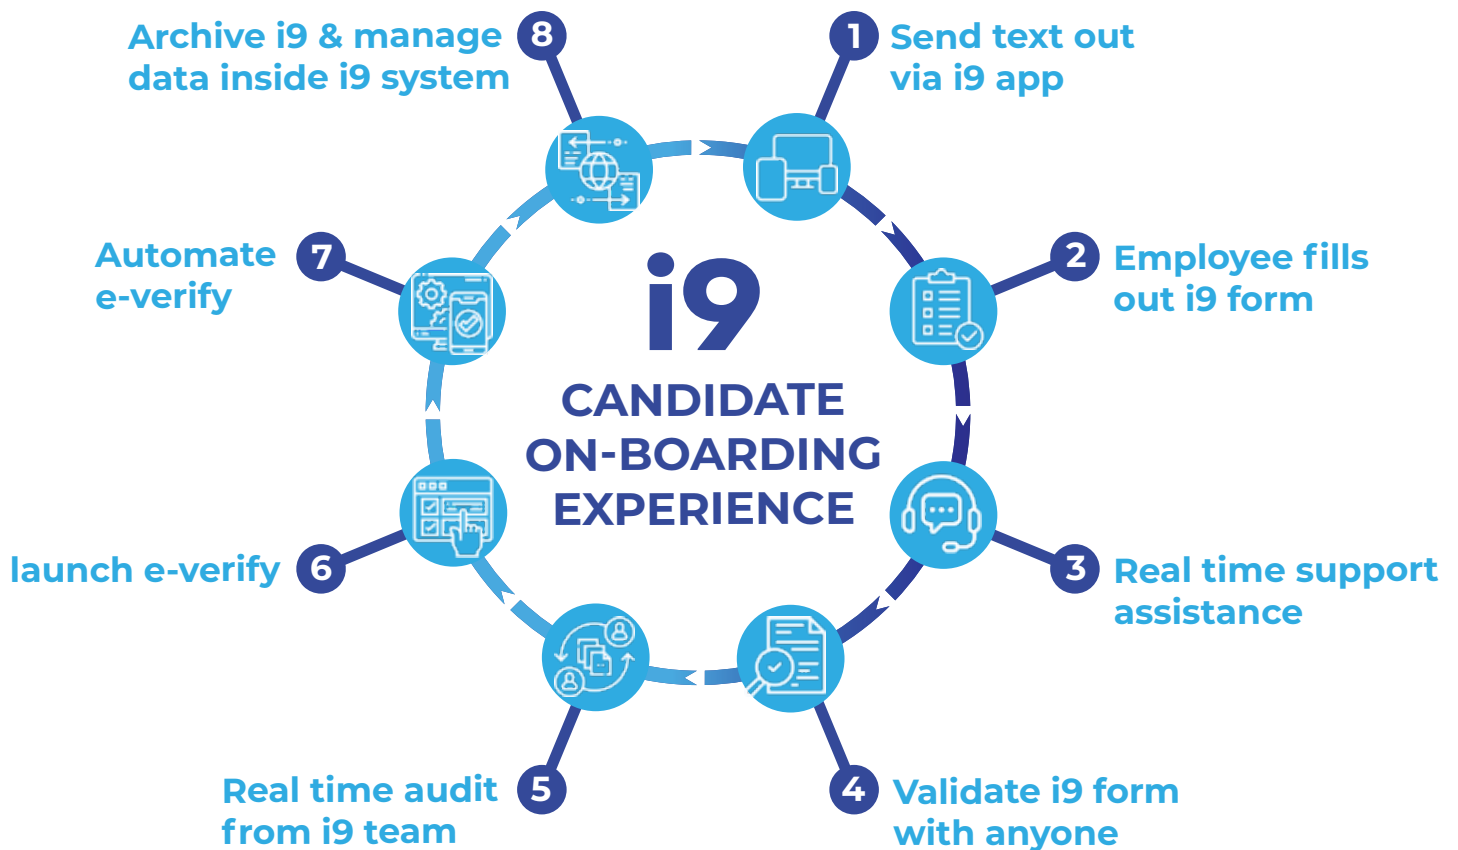 i9
CANDIDATE
ON-BOARDING
EXPERIENCE
1
Send text out
via i9 app
2
Employee fills
out i9 form
3
Real time support
assistance
4
Validate i9 form
with anyone
5
Real time audit
from i9 team
6
launch e-verify
7
Automate
e-verify
8
Archive i9 & manage
data inside i9 system